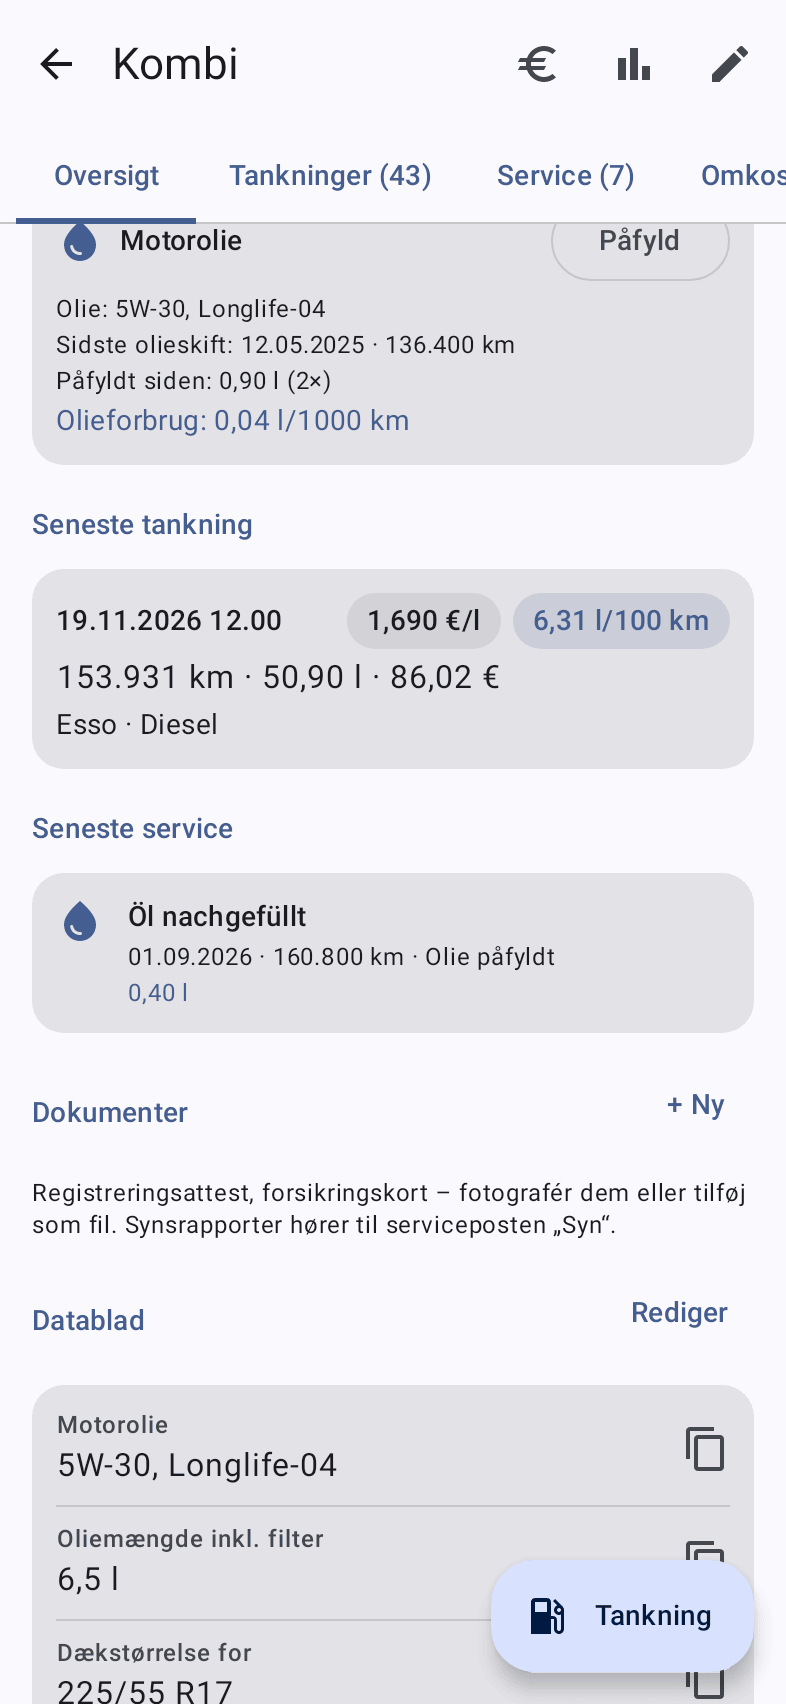 Kombi
Oversigt
Tankninger (43)
Service (7)
Omkos
Motorolie
Påfyld
Olie: 5W-30, Longlife-04
Sidste olieskift: 12.05.2025 · 136.400 km
Påfyldt siden: 0,90 l (2×)
Olieforbrug: 0,04 l/1000 km
Seneste tankning
19.11.2026 12.00
1,690 €/l
6,31 l/100 km
153.931 km · 50,90 l · 86,02 €
Esso · Diesel
Seneste service
Öl nachgefüllt
01.09.2026 · 160.800 km · Olie påfyldt
0,40 l
Dokumenter
+ Ny
Registreringsattest, forsikringskort – fotografér dem eller tilføj
som fil. Synsrapporter hører til serviceposten „Syn“.
Datablad
Rediger
Motorolie
5W-30, Longlife-04
Oliemængde inkl. filter
6,5 l
Tankning
Dækstørrelse for
225/55 R17